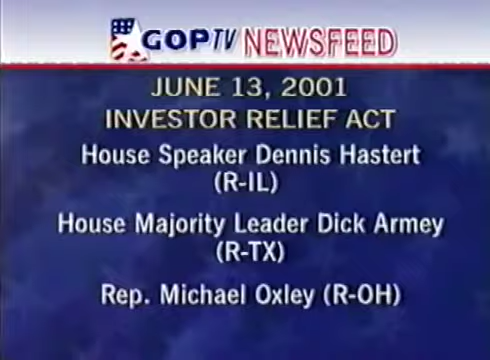 GOPTV NEWSFEED
JUNE 13, 2001
INVESTOR RELIEF ACT
House Speaker Dennis Hastert
(R-IL)
House Majority Leader Dick Armey
(R-TX)
Rep. Michael Oxley (R-OH)